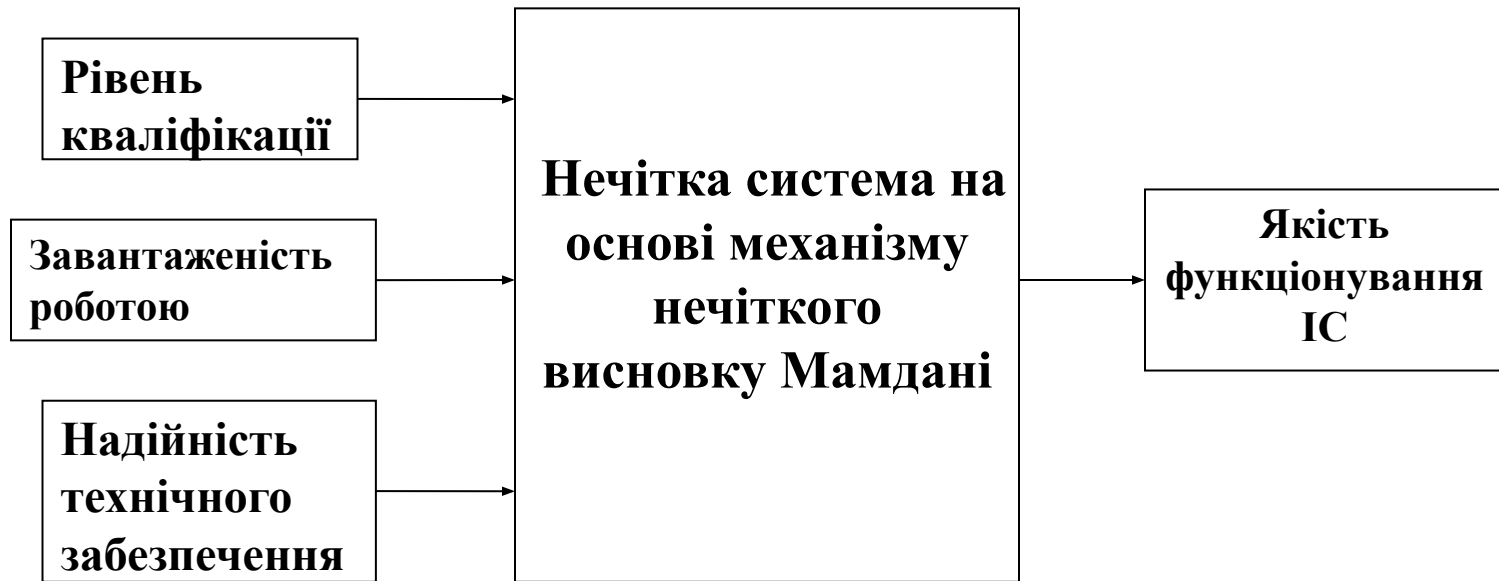 Рівень
кваліфікації
Завантаженість
роботою
Надійність
технічного
забезпечення
Нечітка система на
основі механізму
нечіткого
висновку Мамдані
Якість
функціонування
ІС